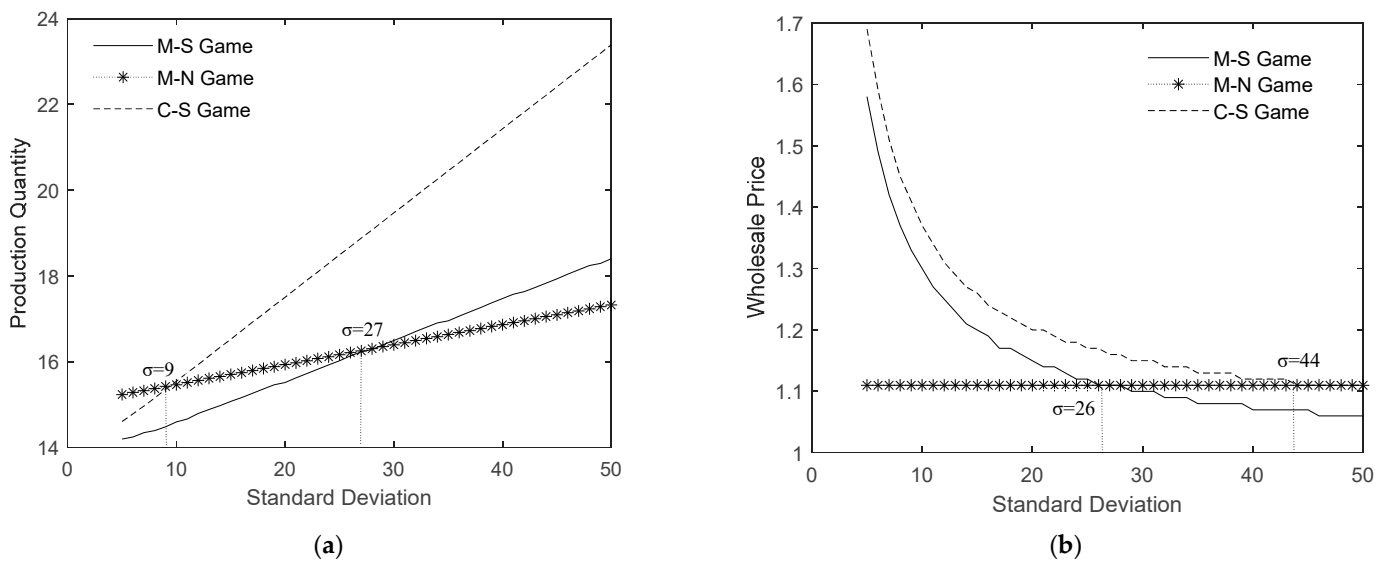 24
22
20
18
16
14
Production Quantity
M-S Game
M-N Game
C-S Game
σ=9
σ=27
0
10
20
30
40
50
Standard Deviation
(a)
1.7
1.6
1.5
1.4
1.3
1.2
1.1
1
Wholesale Price
M-S Game
M-N Game
C-S Game
σ=44
σ=26
0
10
20
30
40
50
Standard Deviation
(b)